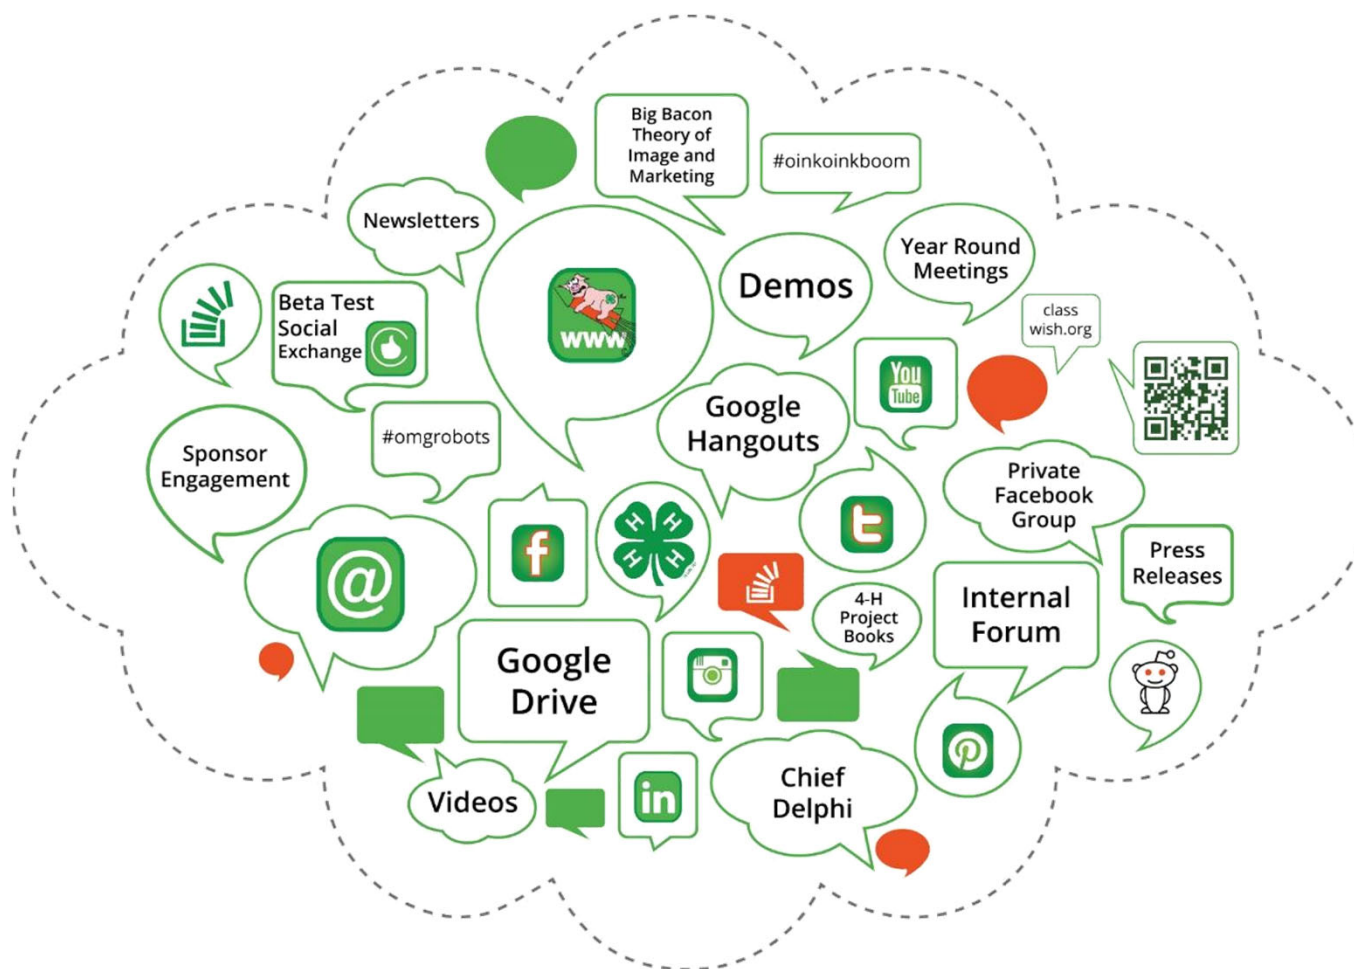 Big Bacon
Theory of
Image and
Marketing
#oinkoinkboom
Newsletters
Year Round
Meetings
Demos
Beta Test
Social
Exchange
www
class
wish.org
You
Tube
Google
Hangouts
#omgrobots
Sponsor
Engagement
Private
Facebook
Group
@
f
H H
H H
t
Press
Releases
4-H
Project
Books
Internal
Forum
Google
Drive
Chief
Delphi
Videos
in